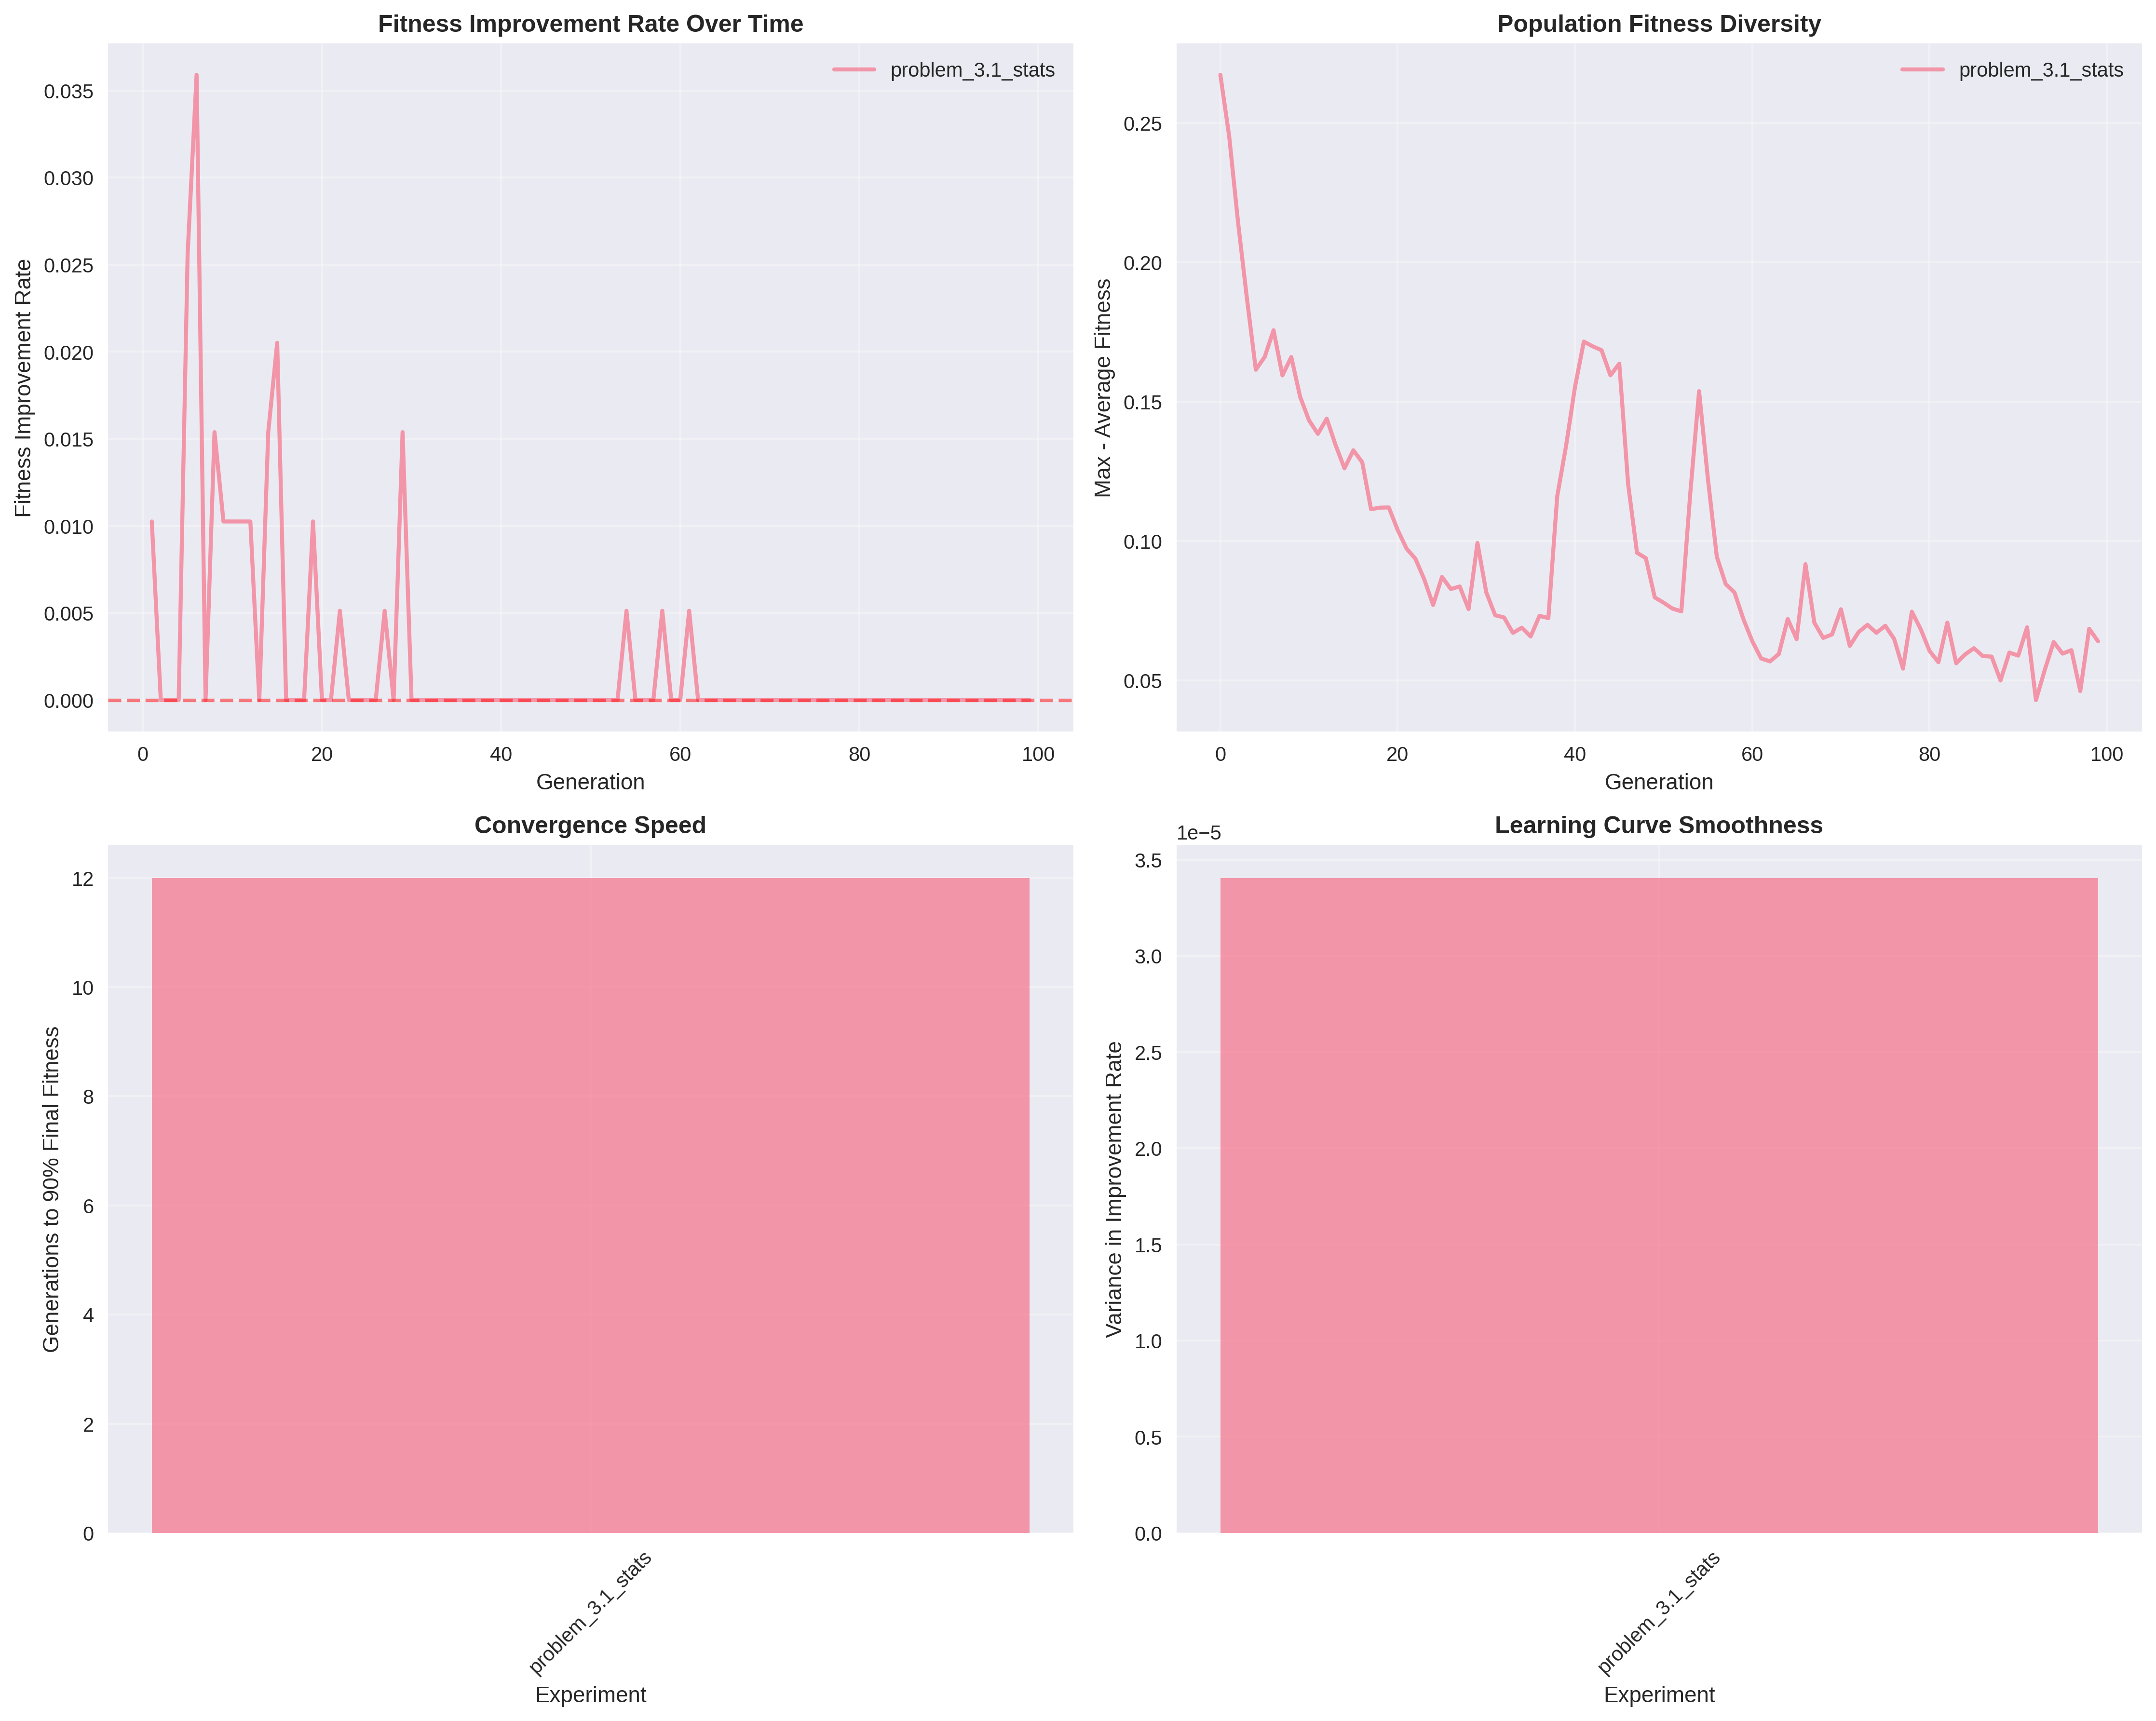 Fitness Improvement Rate Over Time
problem_3.1_stats
Fitness Improvement Rate
0.035
0.030
0.025
0.020
0.015
0.010
0.005
0.000
0 20 40 60 80 100
Generation
Population Fitness Diversity
problem_3.1_stats
Max - Average Fitness
0.25
0.20
0.15
0.10
0.05
0 20 40 60 80 100
Generation
Convergence Speed
Generations to 90% Final Fitness
12
10
8
6
4
2
0
problem_3.1_stats
Experiment
Learning Curve Smoothness
1e−5
Variance in Improvement Rate
3.5
3.0
2.5
2.0
1.5
1.0
0.5
0.0
problem_3.1_stats
Experiment